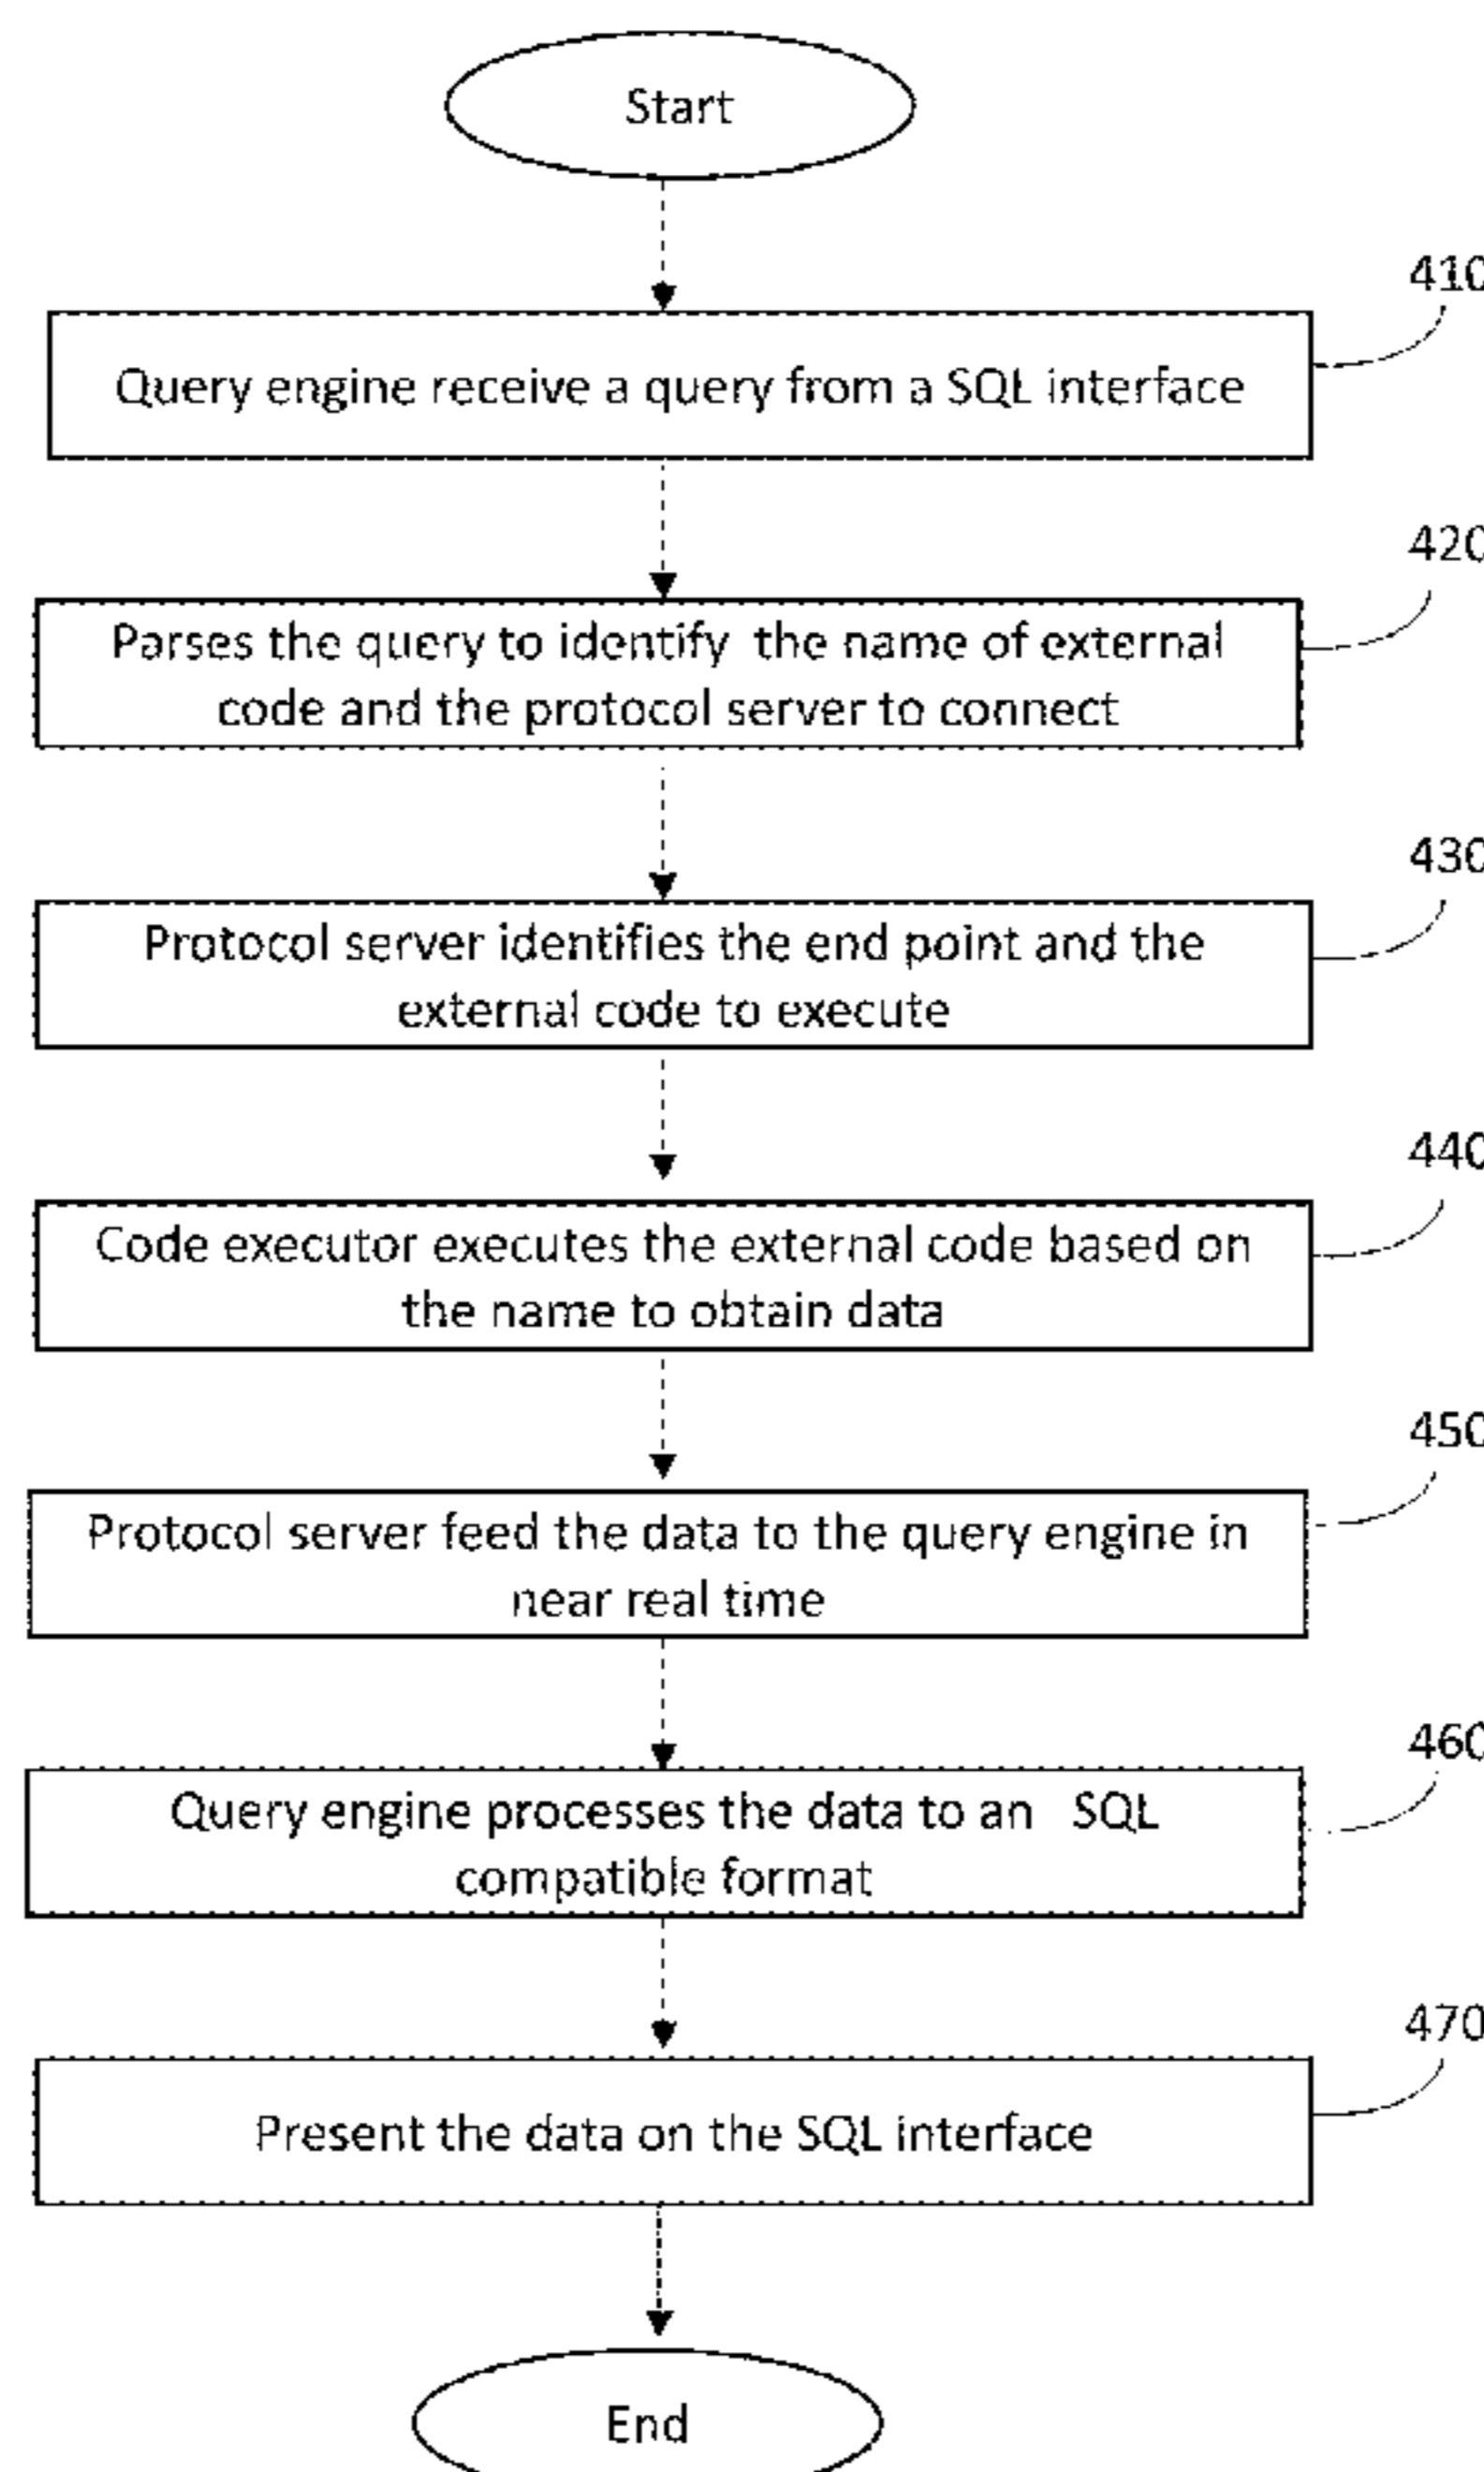 Start
410
Query engine receive a query from a SQL interface
420
Parses the query to identify the name of external
code and the protocol server to connect
430
Protocol server identifies the end point and the
external code to execute
440
Code executor executes the external code based on
the name to obtain data
450
Protocol server feed the data to the query engine in
near real time
460
Query engine processes the data to an SQL
compatible format
470
Present the data on the SQL interface
End